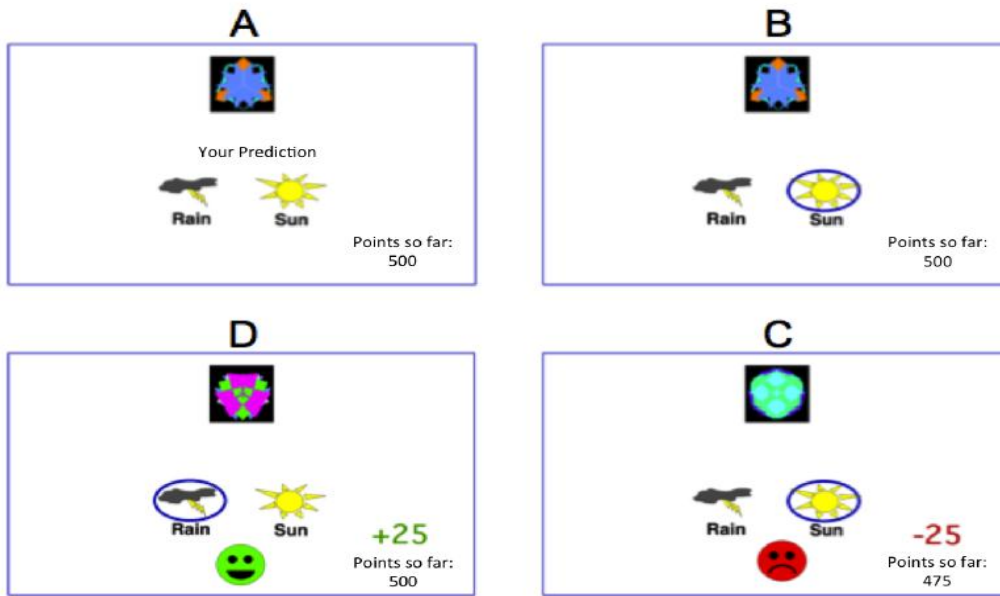 A
Your Prediction
Rain Sun
Points so far:
500
B
Rain Sun
Points so far:
500
D
Rain Sun
+25
Points so far:
500
C
Rain Sun
-25
Points so far:
475